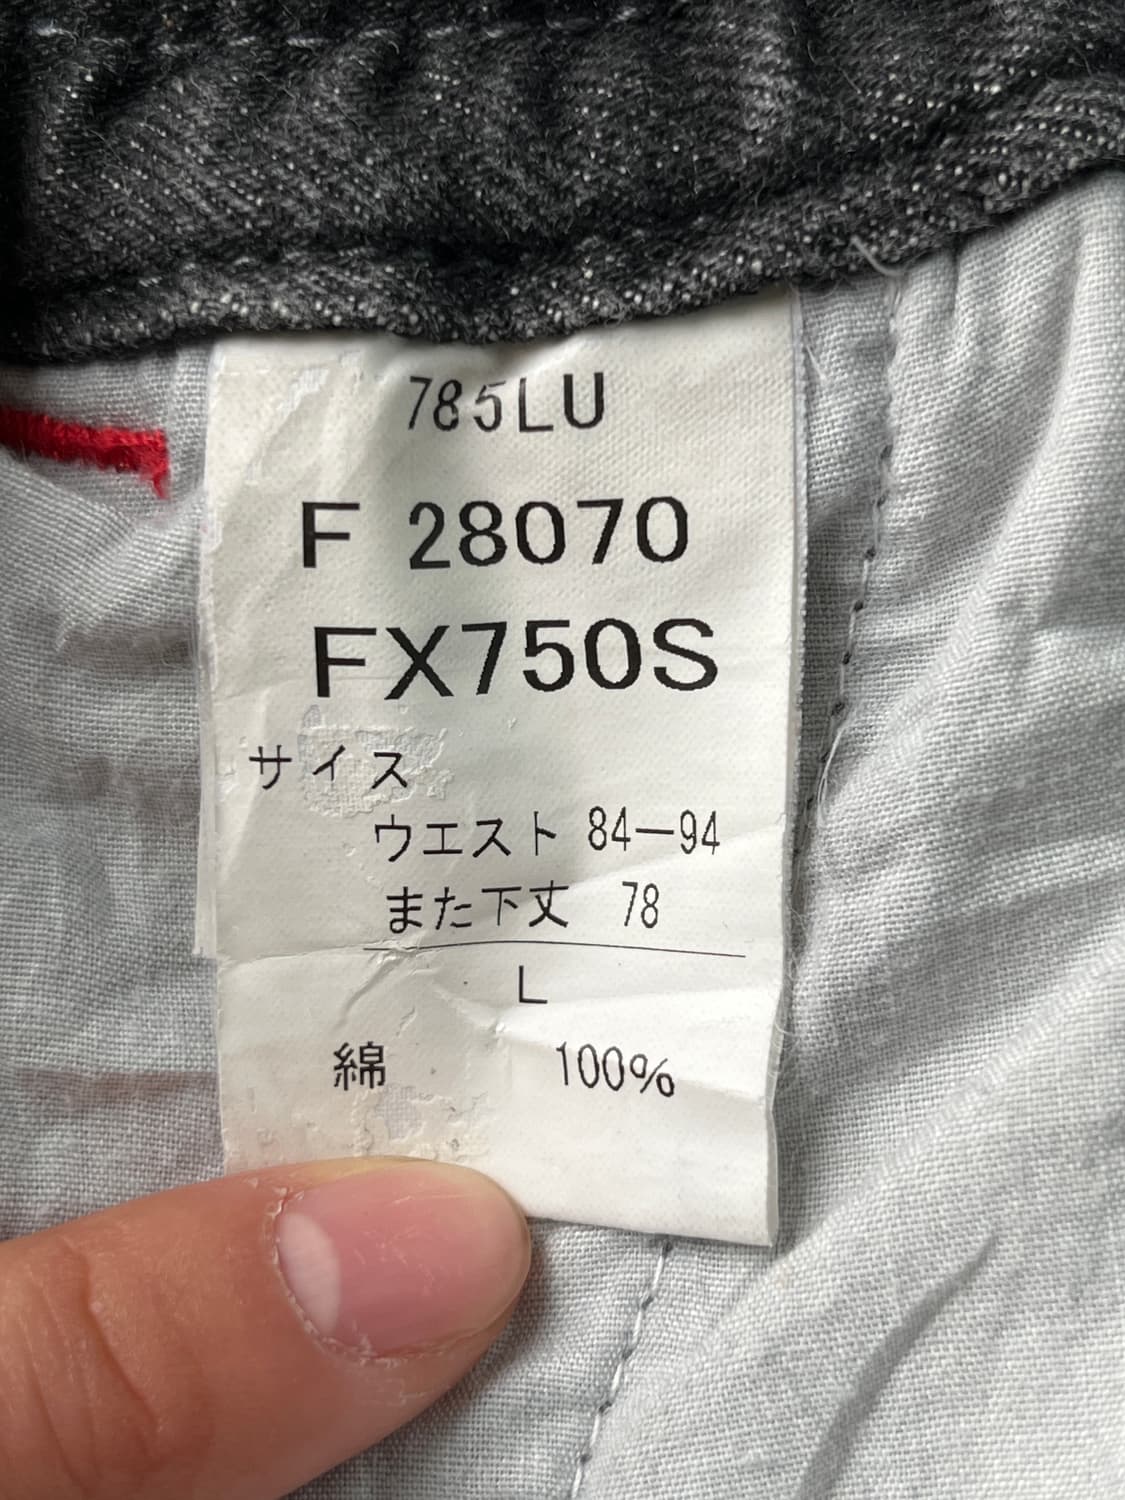 785LU
F 28070
FX750S
サイス
ウエスト 84—94
また下丈 78
L
綿 100%